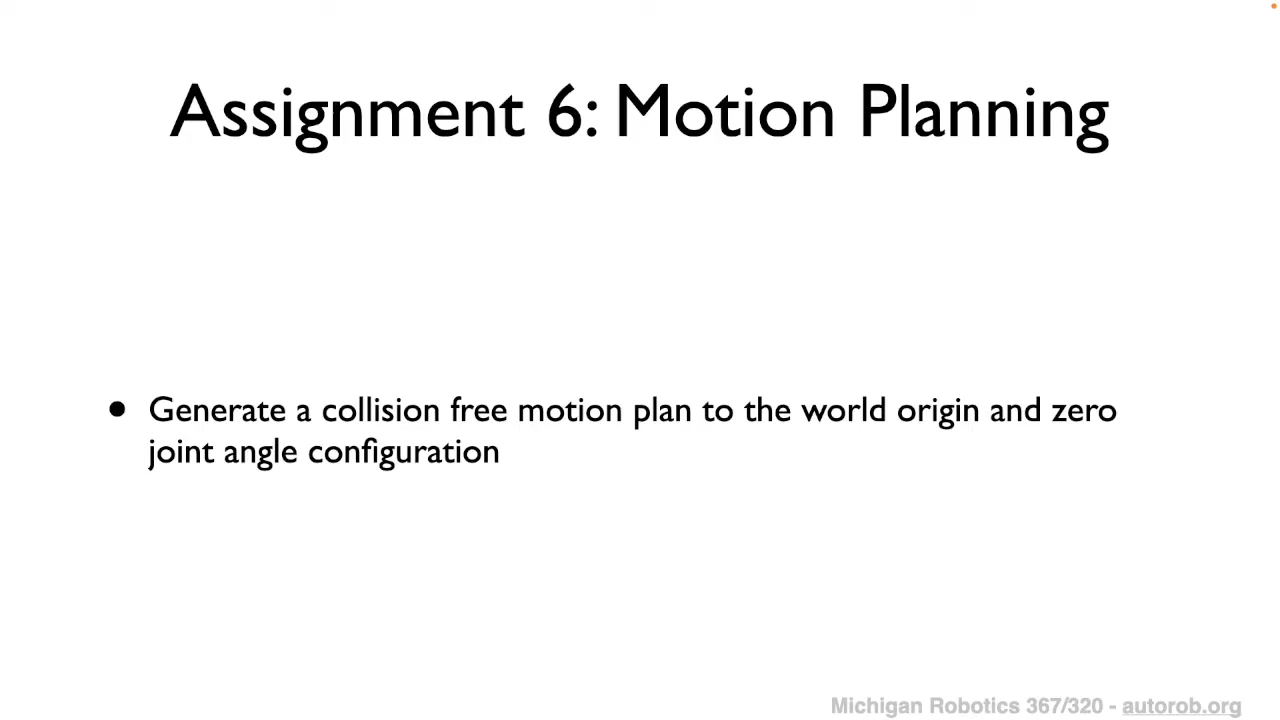 Assignment 6: Motion Planning
• Generate a collision free motion plan to the world origin and zero
joint angle configuration
Michigan Robotics 367/320 - autorob.org